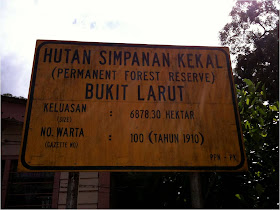 HUTAN SIMPANAN KEKAL
(PERMANENT FOREST RESERVE)
BUKIT LARUT
KELUASAN : 6878.30 HEKTAR
(SIZE)
NO. WARTA : 100 (TAHUN 1910)
(GAZETTE NO)